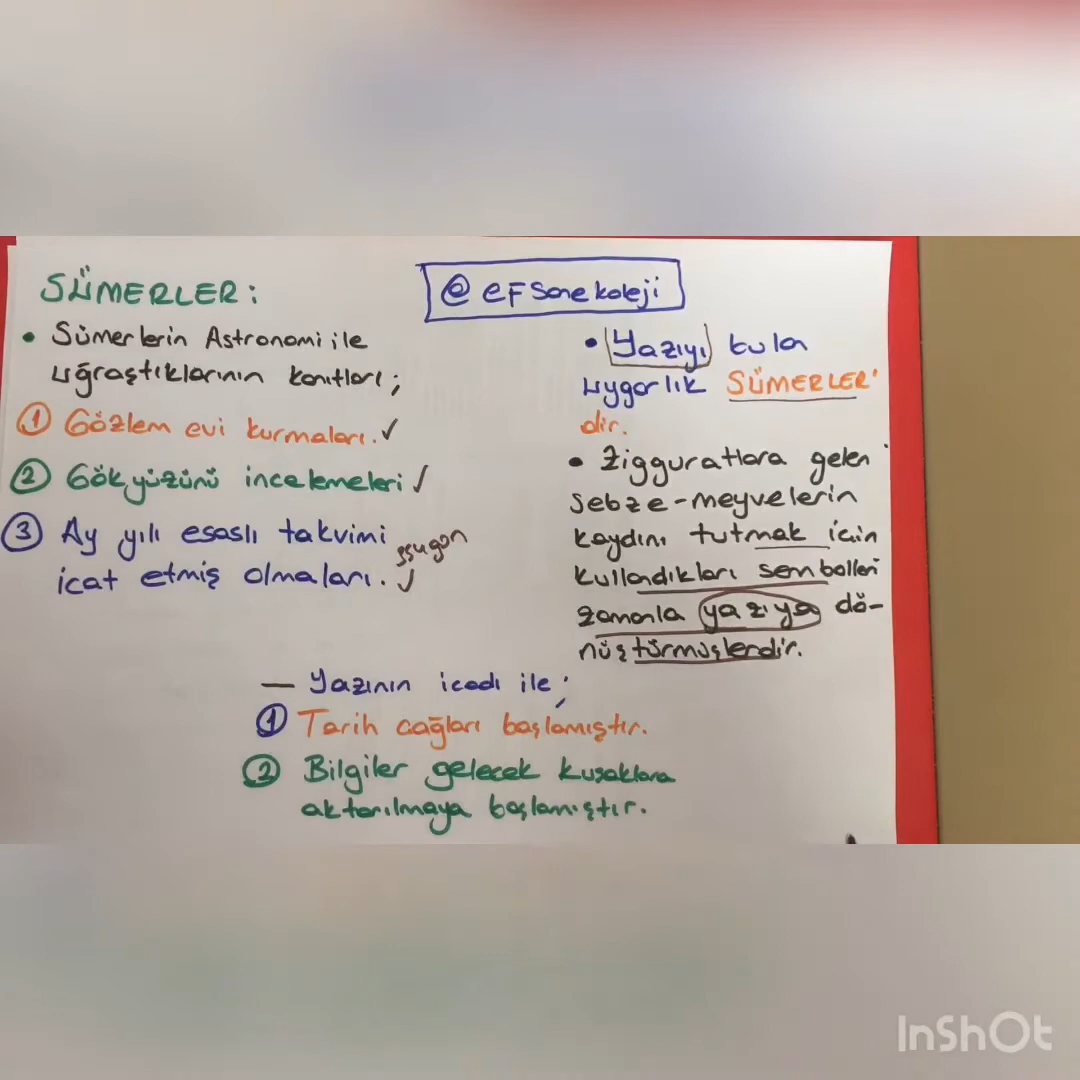 SÜMERLER:
@efsanekoleji
• Sümerlerin Astronomi ile
uğraştıklarının kanıtları;
① Gözlem evi kurmaları. ✓
② Gökyüzünü incelemeleri ✓
③ Ay yılı esaslı takvimi
icat etmiş olmaları. ✓
• Yazıyı bulan
uygarlık SÜMERLER'
dir.
• Zigguratlara gelen
sebze-meyvelerin
kaydını tutmak için
kullandıkları sembolleri
zamanla yazıya dö-
nüştürmüşlerdir.
— Yazının icadı ile;
① Tarih çağları başlamıştır.
② Bilgiler gelecek kuşaklara
aktarılmaya başlamıştır.
InShOt